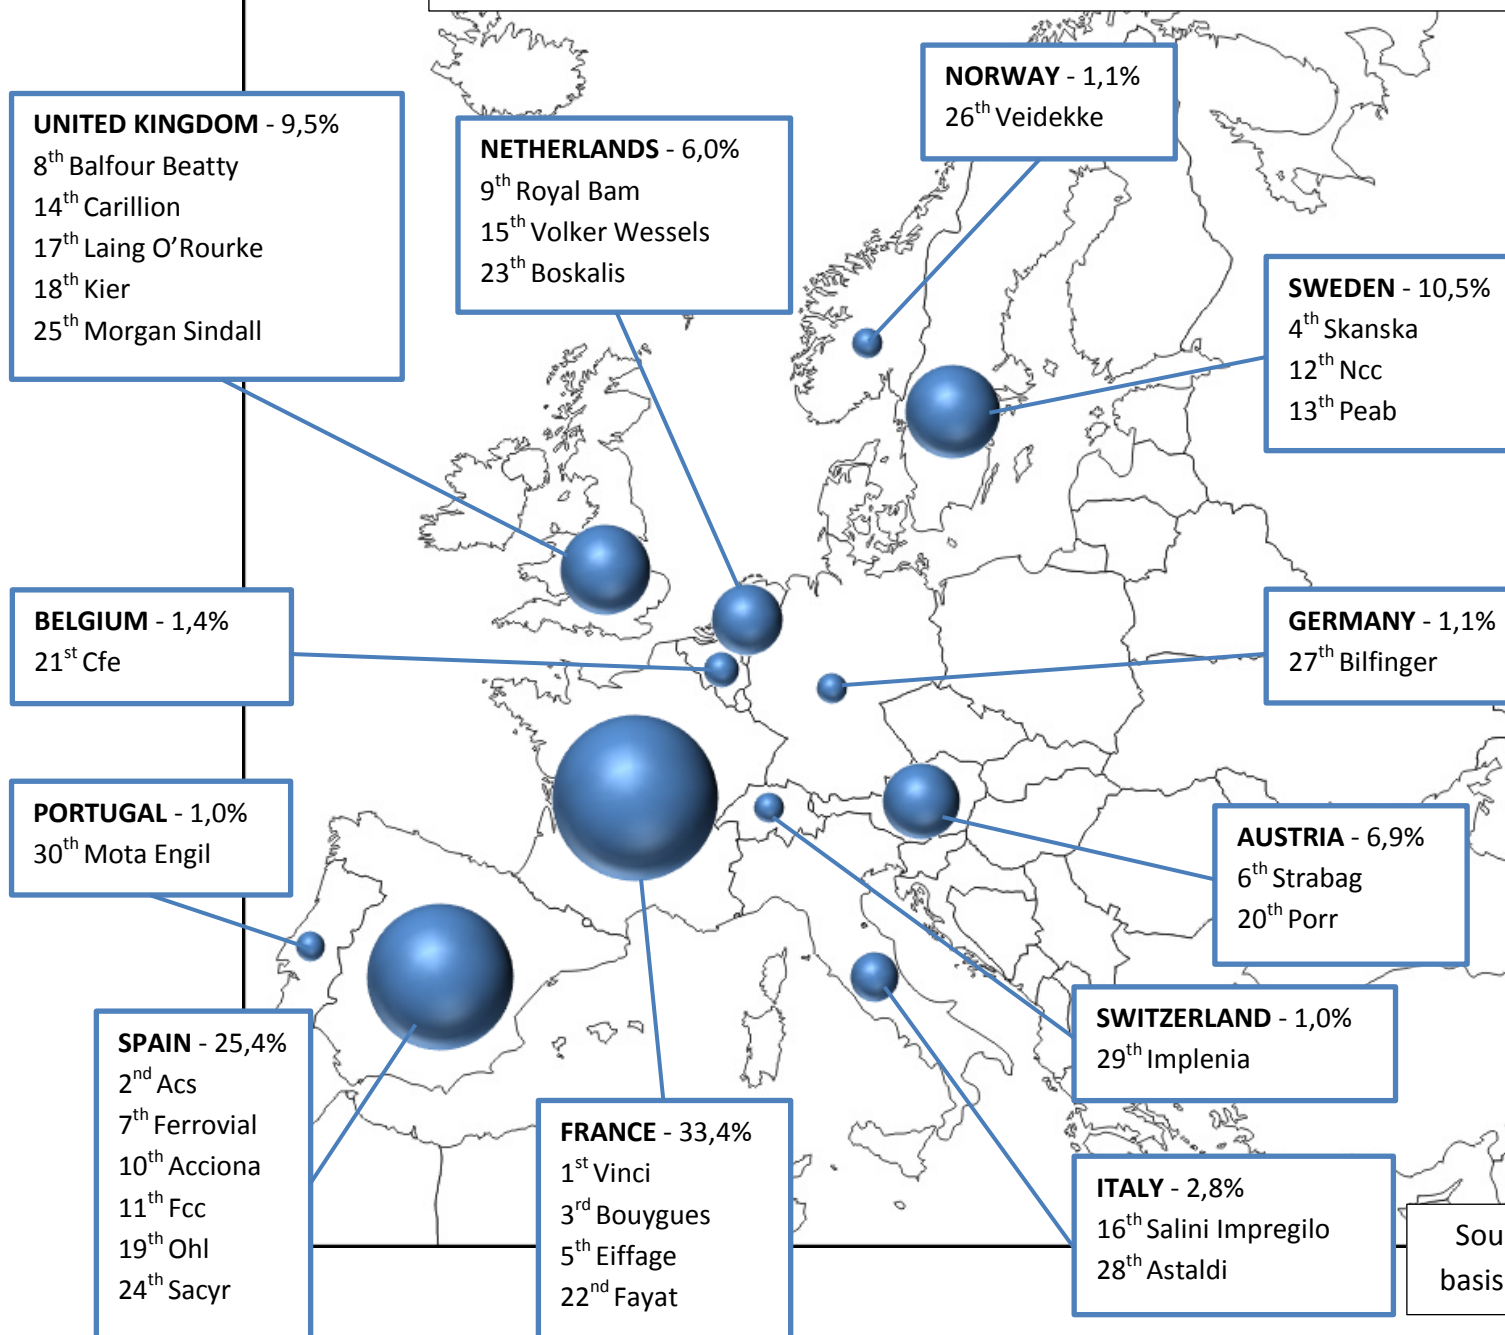 NORWAY - 1,1%
26th Veidekke
UNITED KINGDOM - 9,5%
8th Balfour Beatty
14th Carillion
17th Laing O’Rourke
18th Kier
25th Morgan Sindall
NETHERLANDS - 6,0%
9th Royal Bam
15th Volker Wessels
23th Boskalis
SWEDEN - 10,5%
4th Skanska
12th Ncc
13th Peab
BELGIUM - 1,4%
21st Cfe
GERMANY - 1,1%
27th Bilfinger
PORTUGAL - 1,0%
30th Mota Engil
AUSTRIA - 6,9%
6th Strabag
20th Porr
SWITZERLAND - 1,0%
29th Implenia
SPAIN - 25,4%
2nd Acs
7th Ferrovial
10th Acciona
11th Fcc
19th Ohl
24th Sacyr
FRANCE - 33,4%
1st Vinci
3rd Bouygues
5th Eiffage
22nd Fayat
ITALY - 2,8%
16th Salini Impregilo
28th Astaldi
Sou
basis